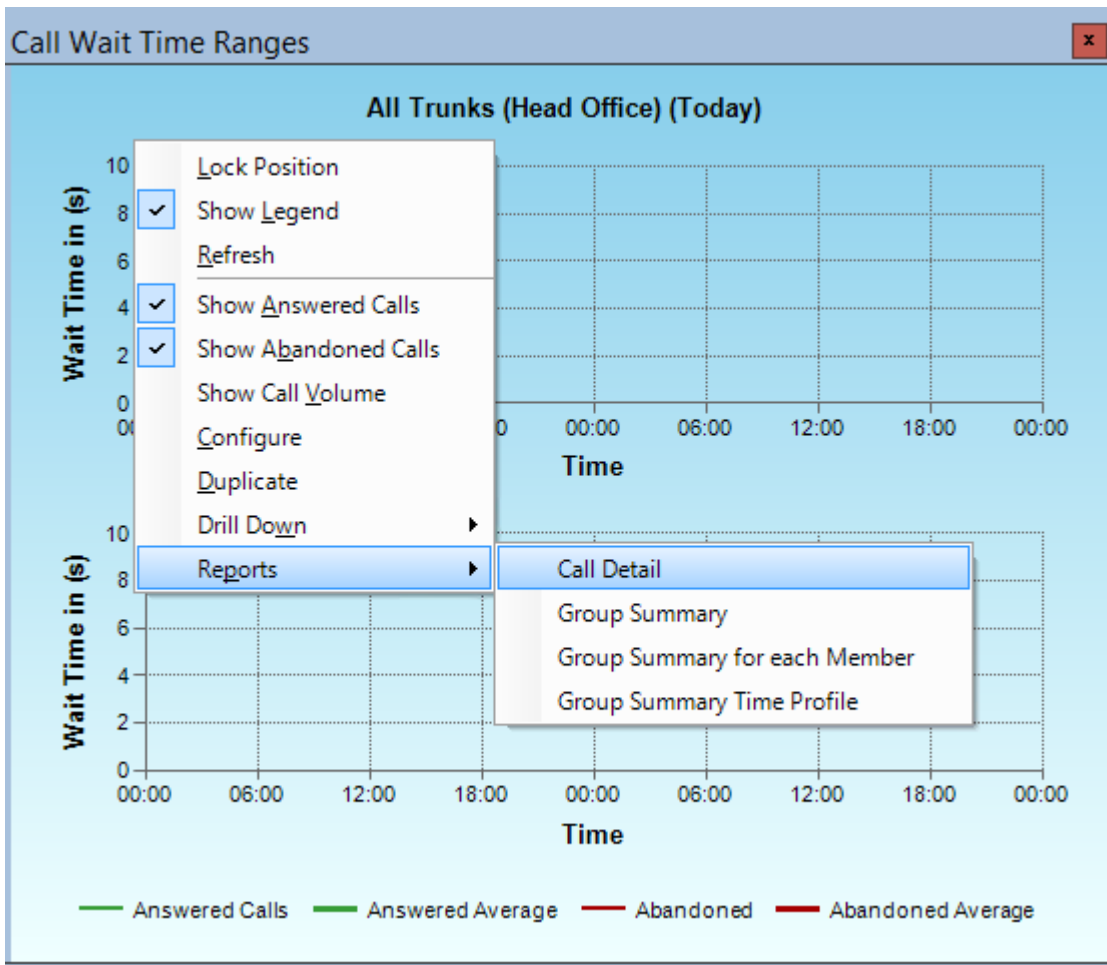 Call Wait Time Ranges
x
All Trunks (Head Office) (Today)
Wait Time in (s)
10
8
6
4
2
0
00:00 06:00 12:00 18:00 00:00
Time
Lock Position
Show Legend
Refresh
Show Answered Calls
Show Abandoned Calls
Show Call Volume
Configure
Duplicate
Drill Down
Reports
Call Detail
Group Summary
Group Summary for each Member
Group Summary Time Profile
Wait Time in (s)
10
8
6
4
2
0
00:00 06:00 12:00 18:00 00:00 06:00 12:00 18:00 00:00
Time
Answered Calls Answered Average Abandoned Abandoned Average